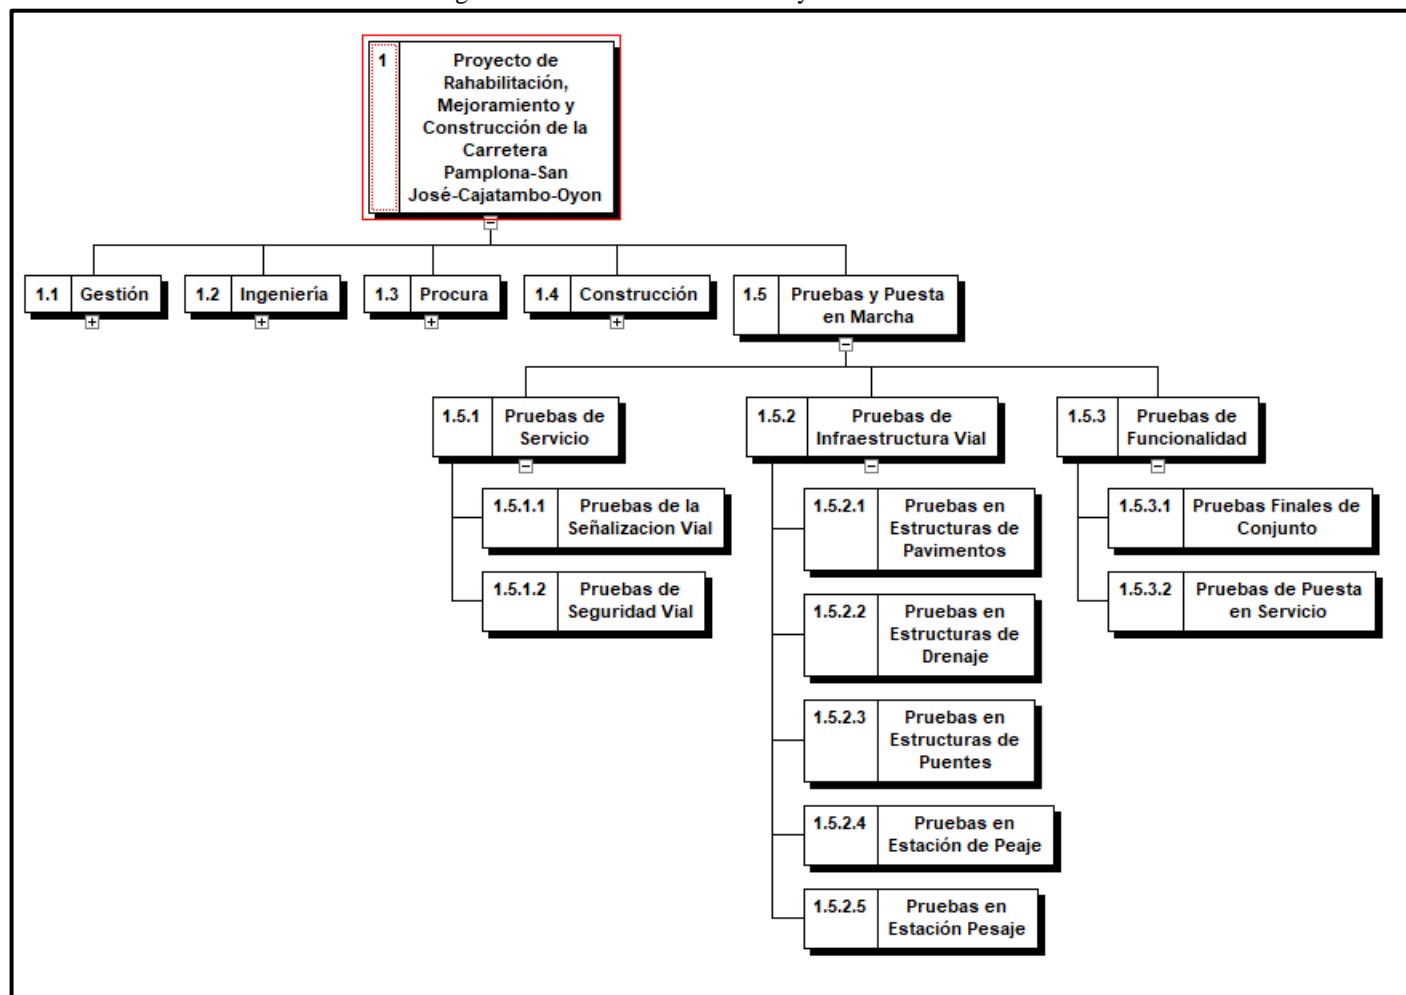 1
Proyecto de
Rahabilitación,
Mejoramiento y
Construcción de la
Carretera
Pamplona-San
José-Cajatambo-Oyon
1.1 Gestión
1.2 Ingeniería
1.3 Procura
1.4 Construcción
1.5 Pruebas y Puesta
en Marcha
1.5.1 Pruebas de
Servicio
1.5.1.1 Pruebas de la
Señalizacion Vial
1.5.1.2 Pruebas de
Seguridad Vial
1.5.2 Pruebas de
Infraestructura Vial
1.5.2.1 Pruebas en
Estructuras de
Pavimentos
1.5.2.2 Pruebas en
Estructuras de
Drenaje
1.5.2.3 Pruebas en
Estructuras de
Puentes
1.5.2.4 Pruebas en
Estación de Peaje
1.5.2.5 Pruebas en
Estación Pesaje
1.5.3 Pruebas de
Funcionalidad
1.5.3.1 Pruebas Finales de
Conjunto
1.5.3.2 Pruebas de Puesta
en Servicio